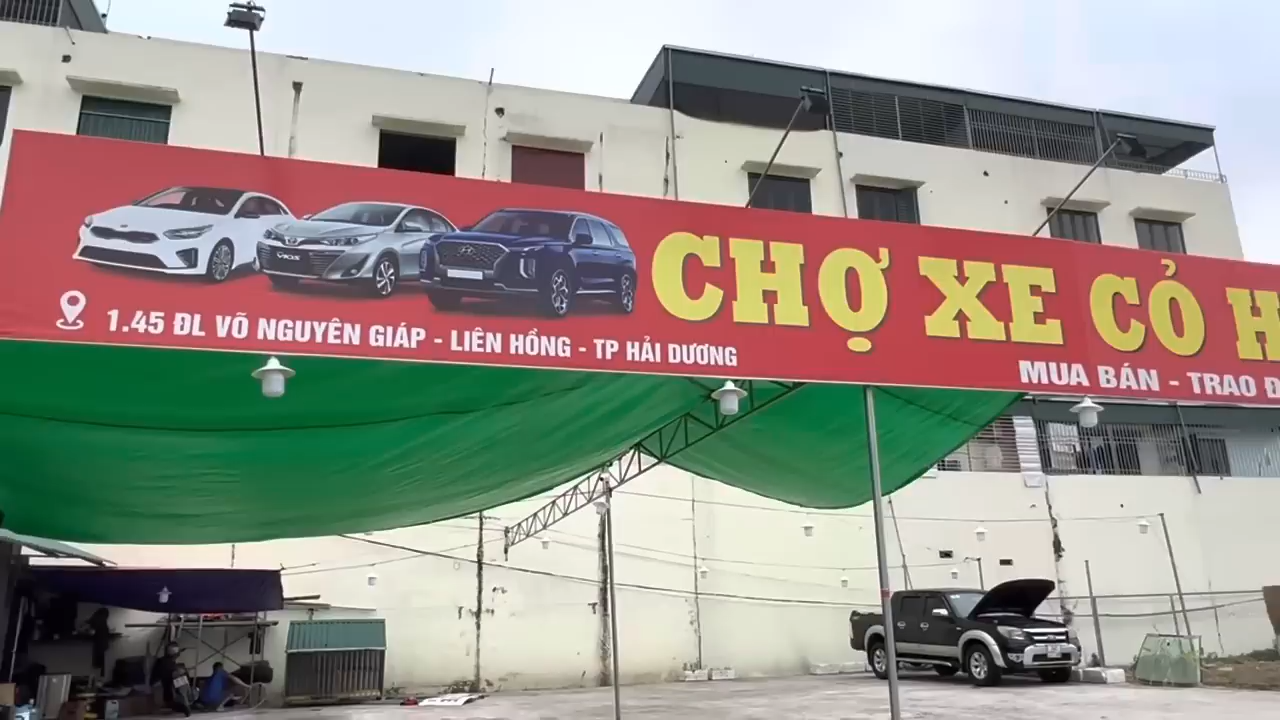 CHỢ XE CỎ H
1.45 ĐL VÕ NGUYÊN GIÁP - LIÊN HỒNG - TP HẢI DƯƠNG
MUA BÁN - TRAO Đ